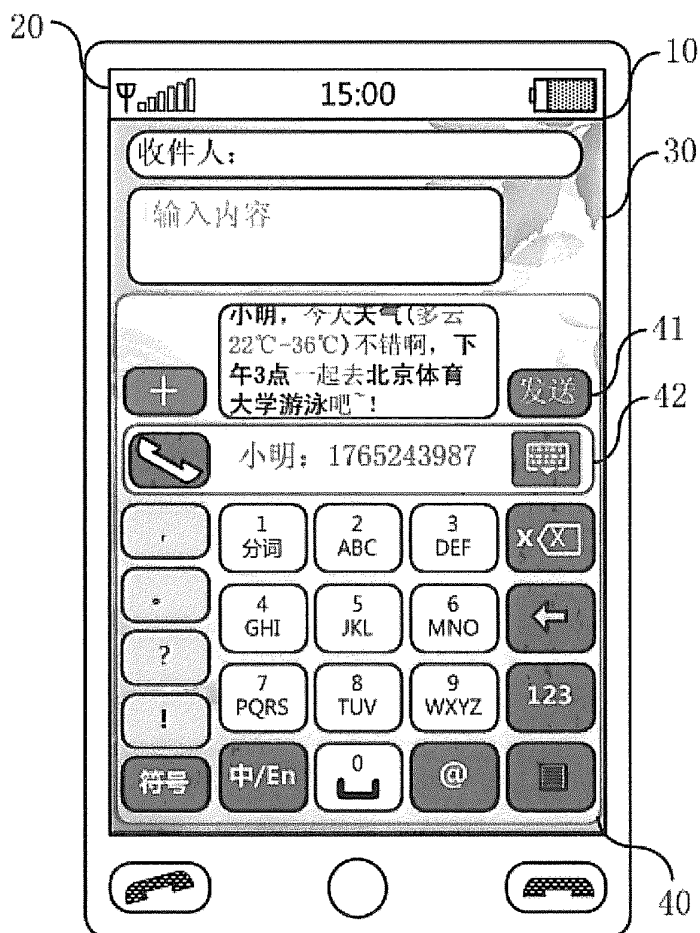 20
15:00
10
收件人：
30
输入内容
小明，今天天气(多云
22℃-36℃)不错啊，下
午3点一起去北京体育
大学游泳吧~！
+
发送
41
42
小明：1765243987
，
1
分词
2
ABC
3
DEF
X
X
。
4
GHI
5
JKL
6
MNO
?
7
PQRS
8
TUV
9
WXYZ
123
!
符号
中/En
0
@
40